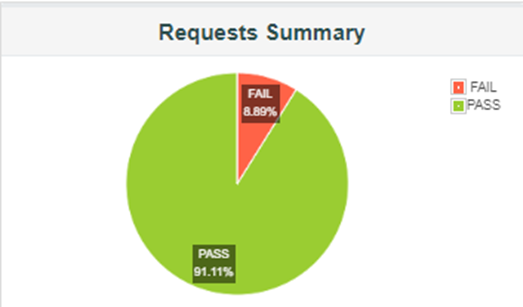 Requests Summary
FAIL
8.89%
FAIL
PASS
PASS
91.11%